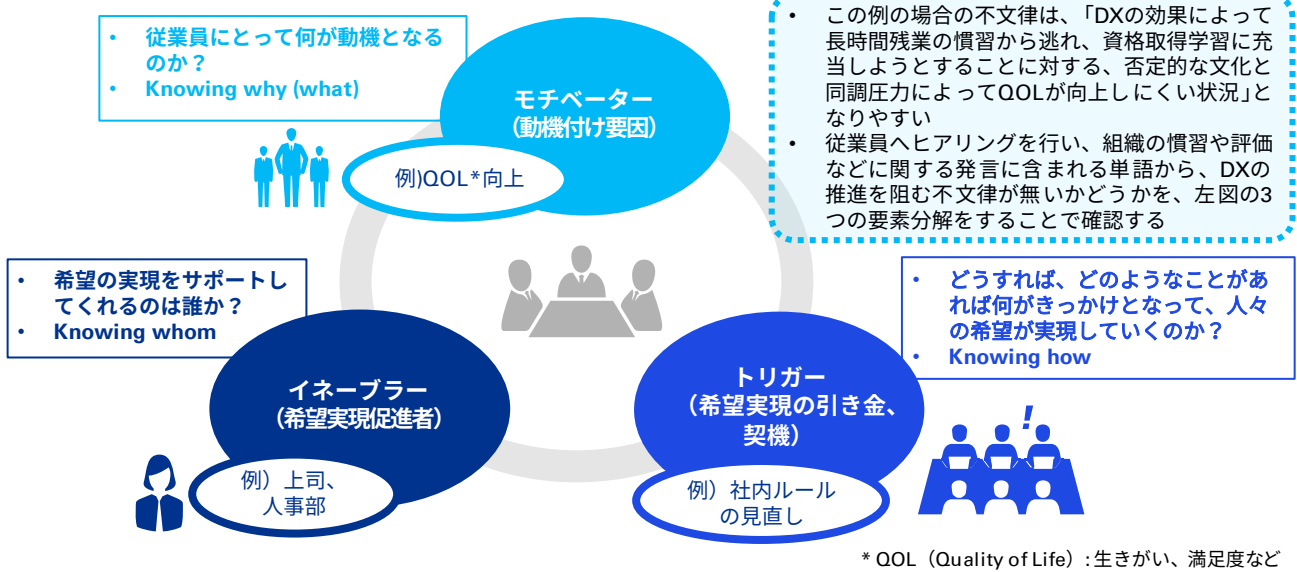 • 従業員にとって何が動機となる
のか？
• Knowing why (what)
モチベーター
（動機付け要因）
例)QOL*向上
• この例の場合の不文律は、「DXの効果によって
長時間残業の慣習から逃れ、資格取得学習に充
当しようとすることに対する、否定的な文化と
同調圧力によってQOLが向上しにくい状況」と
なりやすい
• 従業員へヒアリングを行い、組織の慣習や評価
などに関する発言に含まれる単語から、DXの
推進を阻む不文律が無いかどうかを、左図の3
つの要素分解をすることで確認する
• 希望の実現をサポートし
てくれるのは誰か？
• Knowing whom
イネーブラー
（希望実現促進者）
例）上司、
人事部
• どうすれば、どのようなことがあ
れば何がきっかけとなって、人々
の希望が実現していくのか？
• Knowing how
トリガー
（希望実現の引き金、
契機）
例）社内ルール
の見直し
!
* QOL（Quality of Life）: 生きがい、満足度など